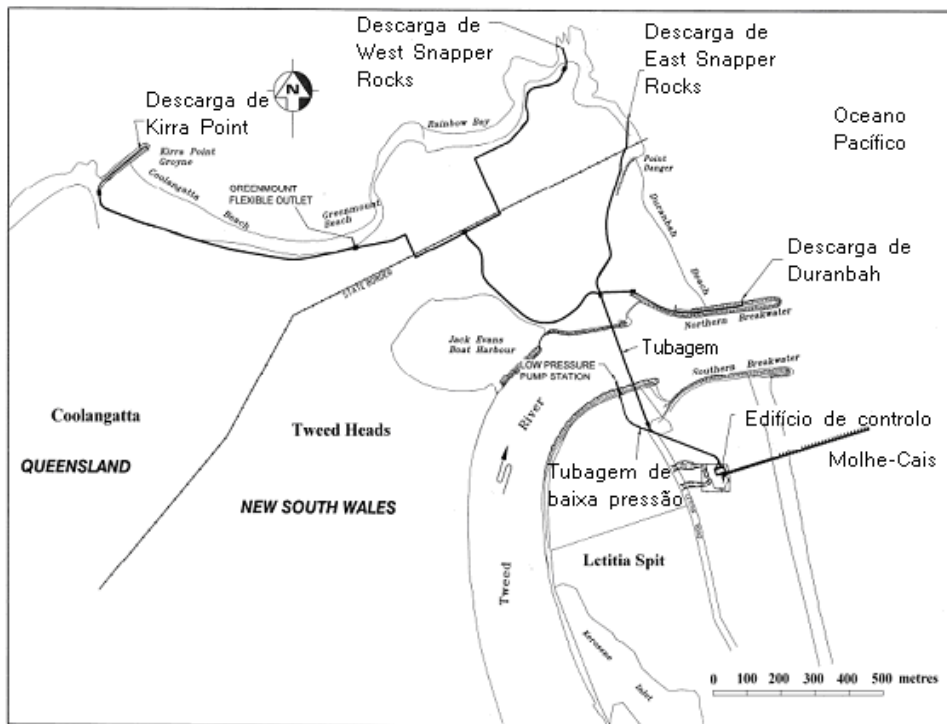 Descarga de
West Snapper
Rocks
Descarga de
East Snapper
Rocks
Oceano
Pacífico
N
Descarga de
Kirra Point
Kirra Point
Groyne
Rainbow Bay
Point
Danger
Coolangatta
Beach
GREENMOUNT
FLEXIBLE OUTLET
Greenmount
Beach
Duranbah
Beach
Descarga de
Duranbah
STATE BORDER
Northern Breakwater
Jack Evans
Boat Harbour
Tubagem
LOW PRESSURE
PUMP STATION
Southern Breakwater
Coolangatta
QUEENSLAND
Tweed Heads
NEW SOUTH WALES
River
Tweed
Edifício de controlo
Molhe-Cais
Tubagem de
baixa pressão
Letitia Spit
Kerosene
Inlet
0 100 200 300 400 500 metres